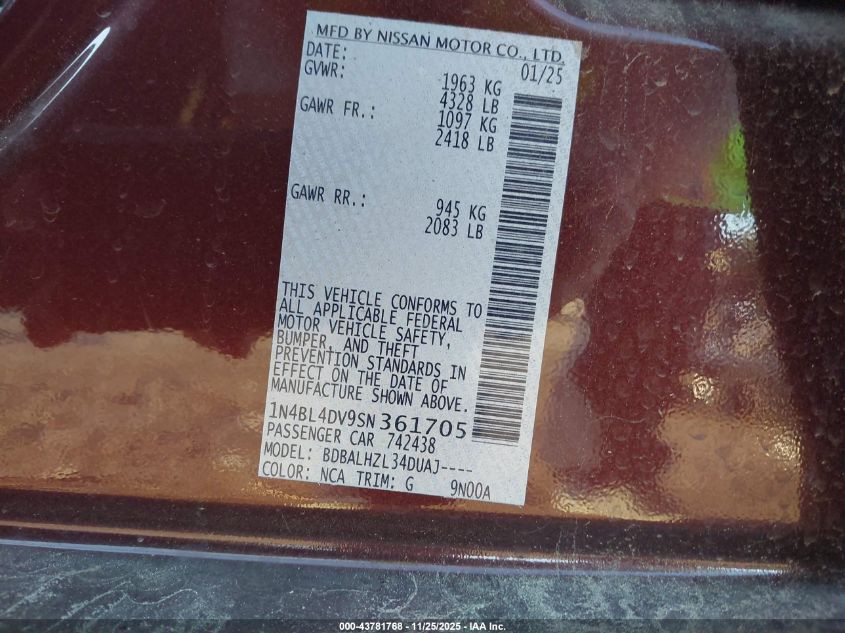 MFD BY NISSAN MOTOR CO., LTD.
DATE: 01/25
GVWR: 1963 KG
4328 LB
GAWR FR.: 1097 KG
2418 LB
GAWR RR.: 945 KG
2083 LB
THIS VEHICLE CONFORMS TO
ALL APPLICABLE FEDERAL
MOTOR VEHICLE SAFETY,
BUMPER, AND THEFT
PREVENTION STANDARDS IN
EFFECT ON THE DATE OF
MANUFACTURE SHOWN ABOVE.
1N4BL4DV9SN361705
PASSENGER CAR 742438
MODEL: BDBALHZL34DUAJ----
COLOR: NCA TRIM: G 9N00A
000-43781768 - 11/25/2025 - IAA Inc.